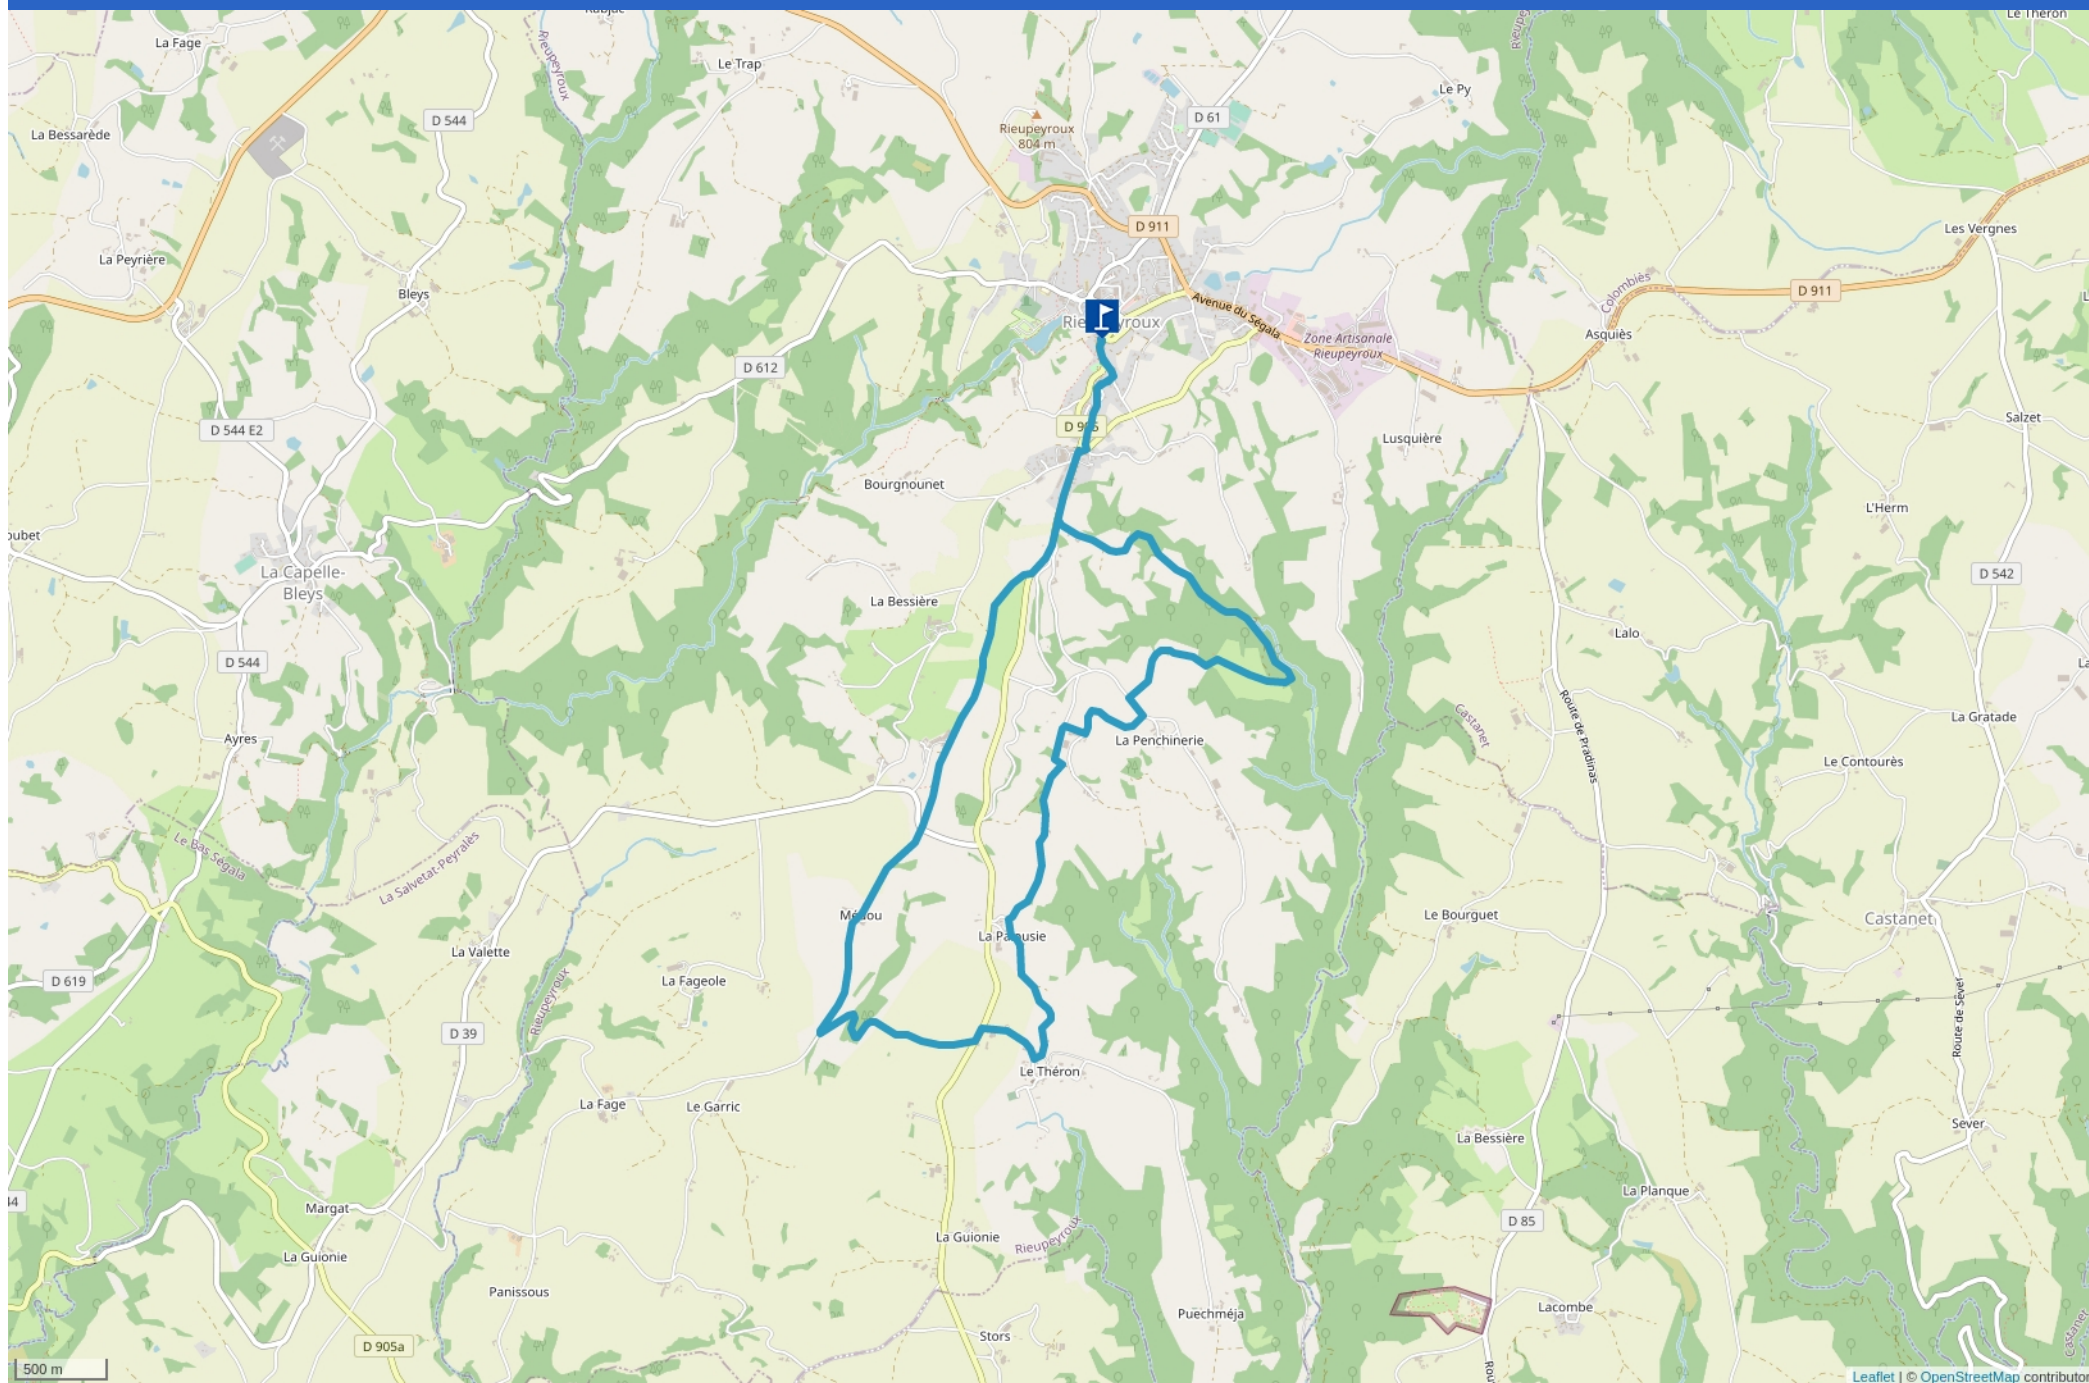 Le Théron
La Fage
Le Trap
Rieupeyroux
Le Py
D 61
D 544
La Bessarède
Rieupeyroux
804 m
D 911
Les Vergnes
La Peyrière
Bleys
Colombiès
D 911
Avenue du Ségala
Asquiès
Zone Artisanale
Rieupeyroux
D 612
Salzet
D 544 E2
Lusquière
Bourgnounet
L'Herm
La Capelle-
Bleys
D 542
La Bessière
Lalo
D 544
Route de Pradinas
Castanet
La Gratade
Ayres
La Penchinerie
Le Contourès
Le Bas Ségala
La Salvetat-Peyralès
Le Bourguet
Castanet
La Valette
La Fageole
D 619
Rieupeyroux
D 39
Route de Sever
Le Théron
La Fage
Le Garric
Sever
La Bessière
La Planque
Margat
D 85
La Guionie
Rieupeyroux
La Guionie
Panissous
Puechméja
Lacombe
Stors
D 905a
500 m
Leaflet | © OpenStreetMap contributor